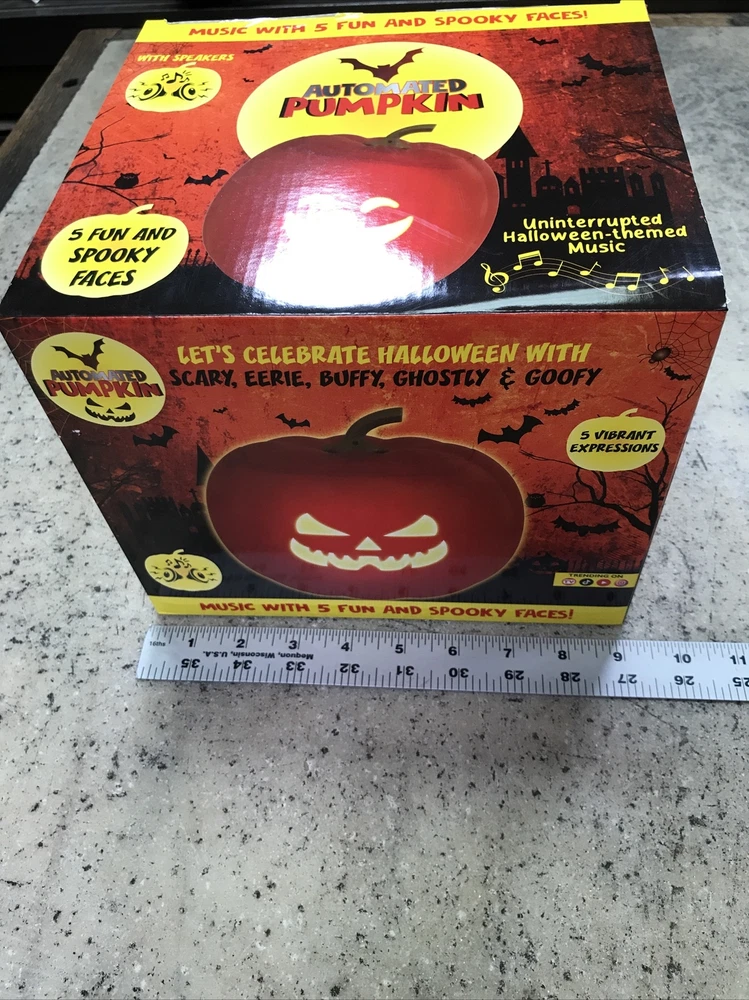 MUSIC WITH 5 FUN AND SPOOKY FACES!
WITH SPEAKERS
AUTOMATED
PUMPKIN
5 FUN AND
SPOOKY
FACES
Uninterrupted
Halloween-themed
Music
AUTOMATED
PUMPKIN
LET'S CELEBRATE HALLOWEEN WITH
SCARY, EERIE, BUFFY, GHOSTLY & GOOFY
5 VIBRANT
EXPRESSIONS
TRENDING ON
MUSIC WITH 5 FUN AND SPOOKY FACES!
16ths 1 2 3 4 5 6 7 8 9 10 11
35 34 Mequon, Wisconsin, U.S.A. 33 32 31 30 29 28 27 26 25